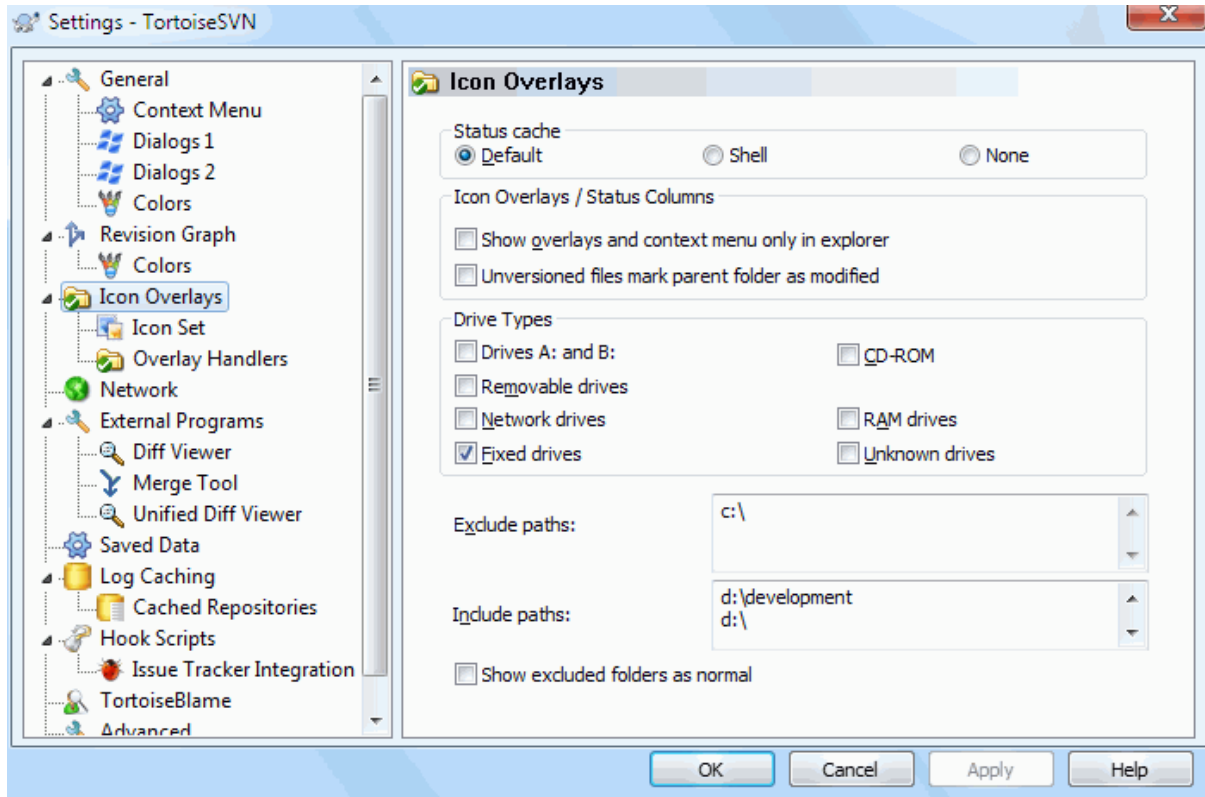 Settings - TortoiseSVN
General
Context Menu
Dialogs 1
Dialogs 2
Colors
Revision Graph
Colors
Icon Overlays
Icon Set
Overlay Handlers
Network
External Programs
Diff Viewer
Merge Tool
Unified Diff Viewer
Saved Data
Log Caching
Cached Repositories
Hook Scripts
Issue Tracker Integration
TortoiseBlame
Advanced
Icon Overlays
Status cache
Default Shell None
Icon Overlays / Status Columns
Show overlays and context menu only in explorer
Unversioned files mark parent folder as modified
Drive Types
Drives A: and B: CD-ROM
Removable drives
Network drives RAM drives
Fixed drives Unknown drives
Exclude paths: c:\
Include paths: d:\development
d:\
Show excluded folders as normal
OK Cancel Apply Help